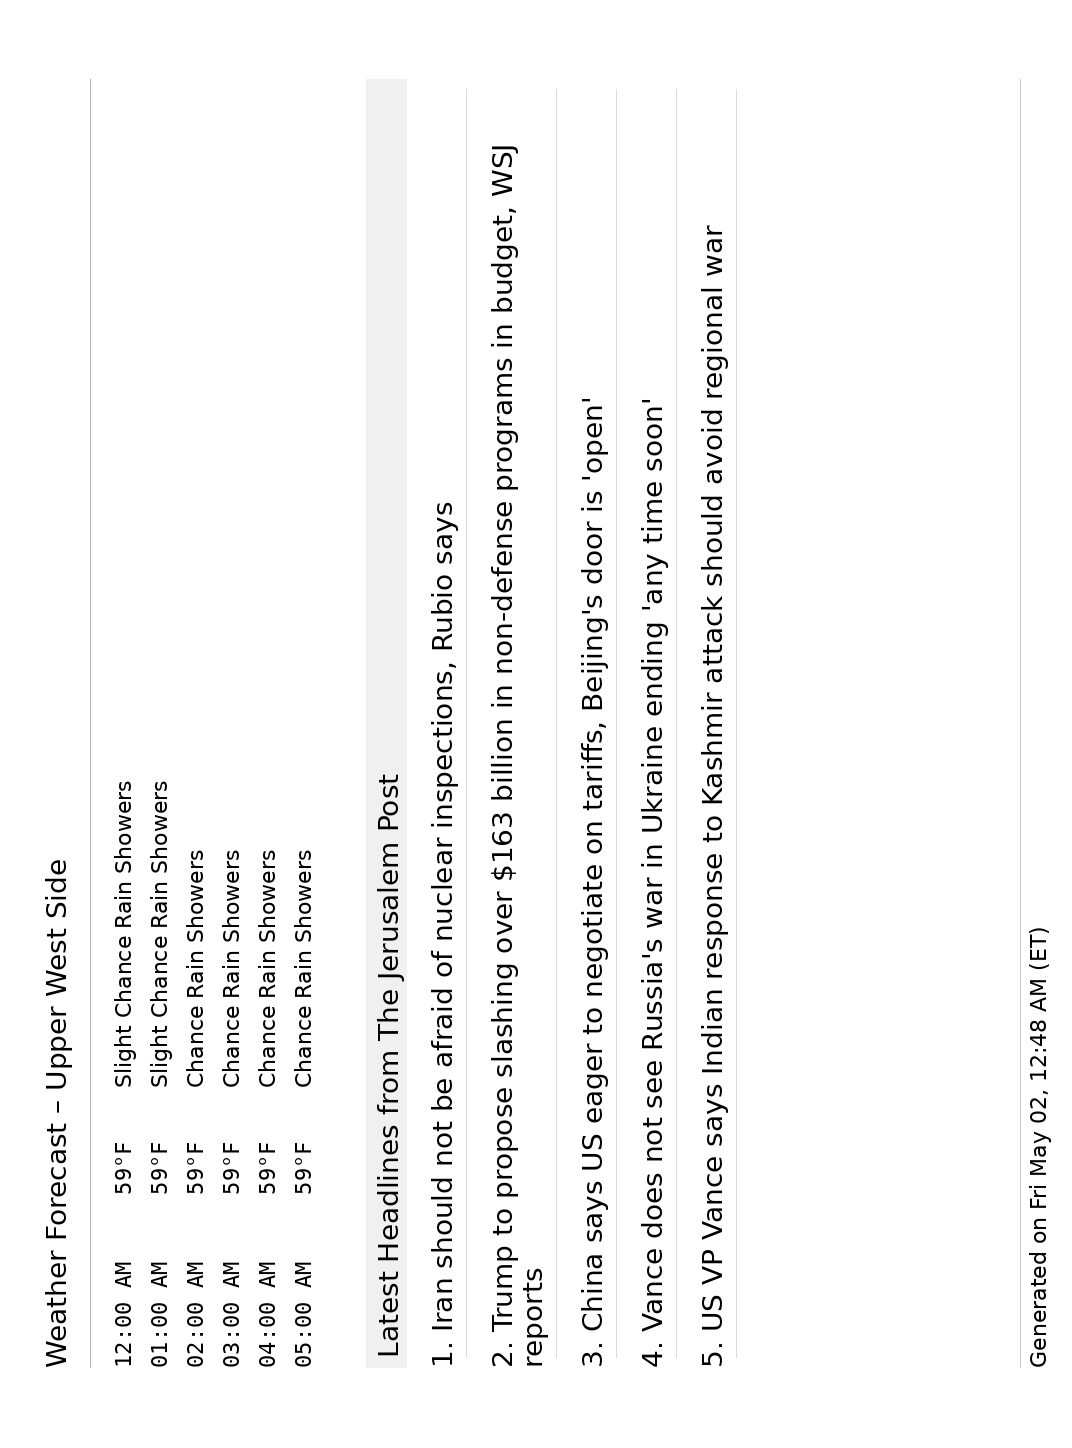 Weather Forecast – Upper West Side
12:00 AM 59°F Slight Chance Rain Showers
01:00 AM 59°F Slight Chance Rain Showers
02:00 AM 59°F Chance Rain Showers
03:00 AM 59°F Chance Rain Showers
04:00 AM 59°F Chance Rain Showers
05:00 AM 59°F Chance Rain Showers
Latest Headlines from The Jerusalem Post
1. Iran should not be afraid of nuclear inspections, Rubio says
2. Trump to propose slashing over $163 billion in non-defense programs in budget, WSJ
reports
3. China says US eager to negotiate on tariffs, Beijing's door is 'open'
4. Vance does not see Russia's war in Ukraine ending 'any time soon'
5. US VP Vance says Indian response to Kashmir attack should avoid regional war
Generated on Fri May 02, 12:48 AM (ET)